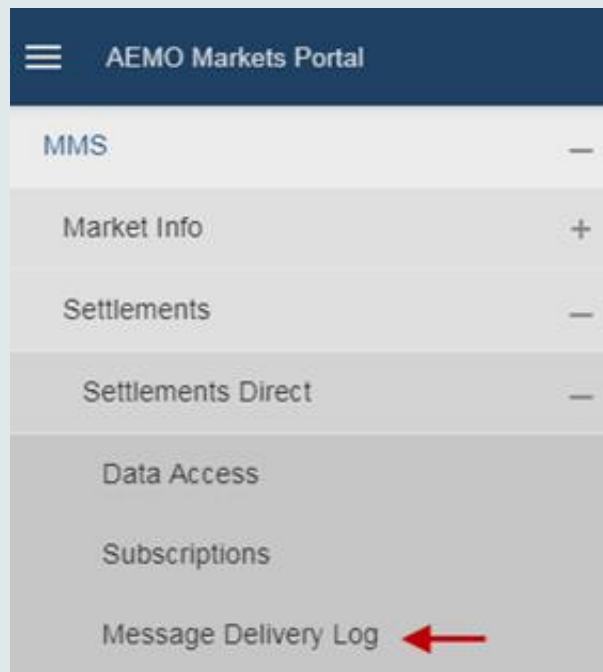 AEMO Markets Portal
MMS
Market Info
Settlements
Settlements Direct
Data Access
Subscriptions
Message Delivery Log